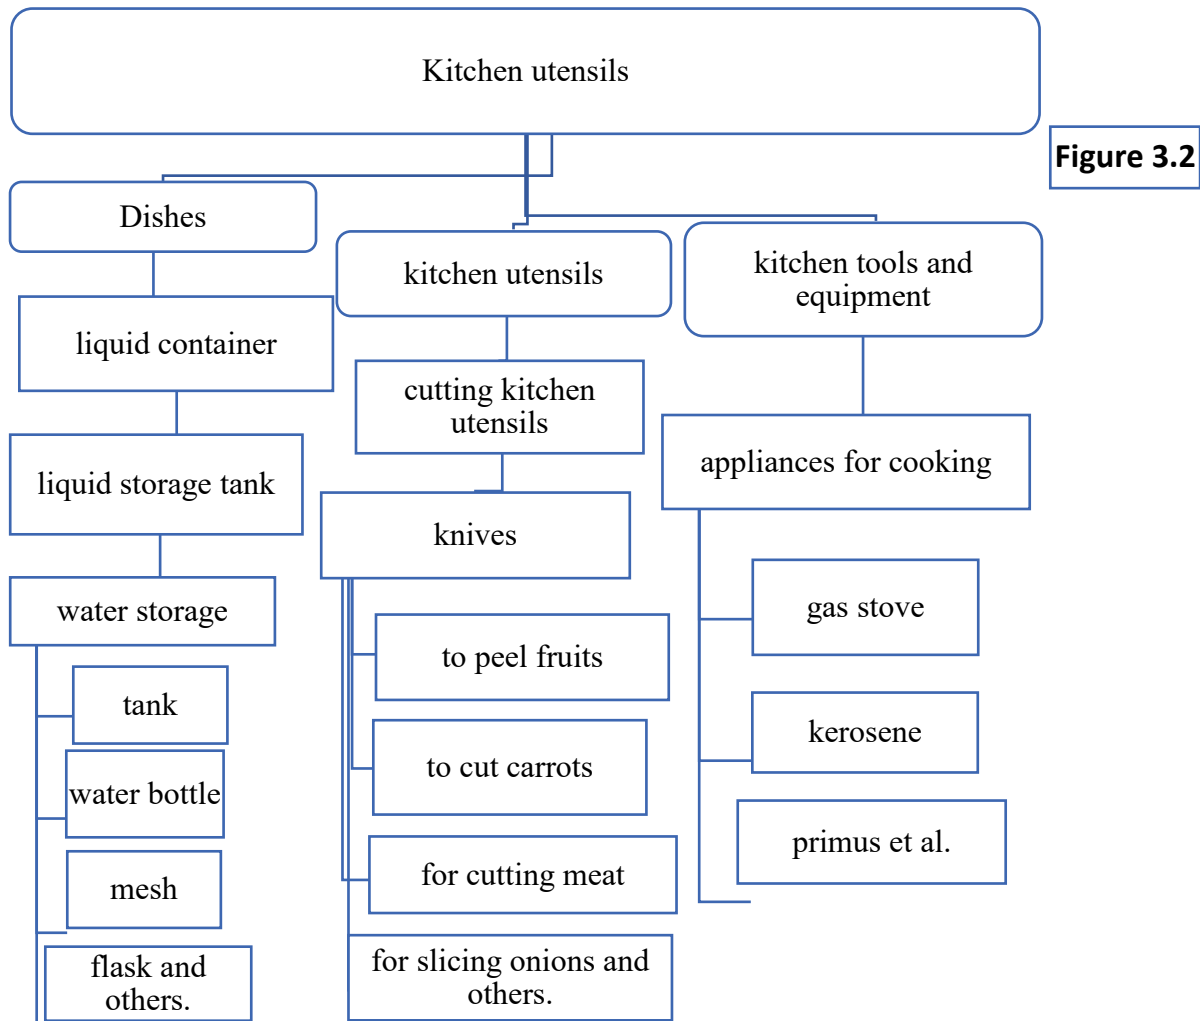 Kitchen utensils
Figure 3.2
Dishes
liquid container
liquid storage tank
water storage
tank
water bottle
mesh
flask and
others.
kitchen utensils
cutting kitchen
utensils
knives
to peel fruits
to cut carrots
for cutting meat
for slicing onions and
others.
kitchen tools and
equipment
appliances for cooking
gas stove
kerosene
primus et al.